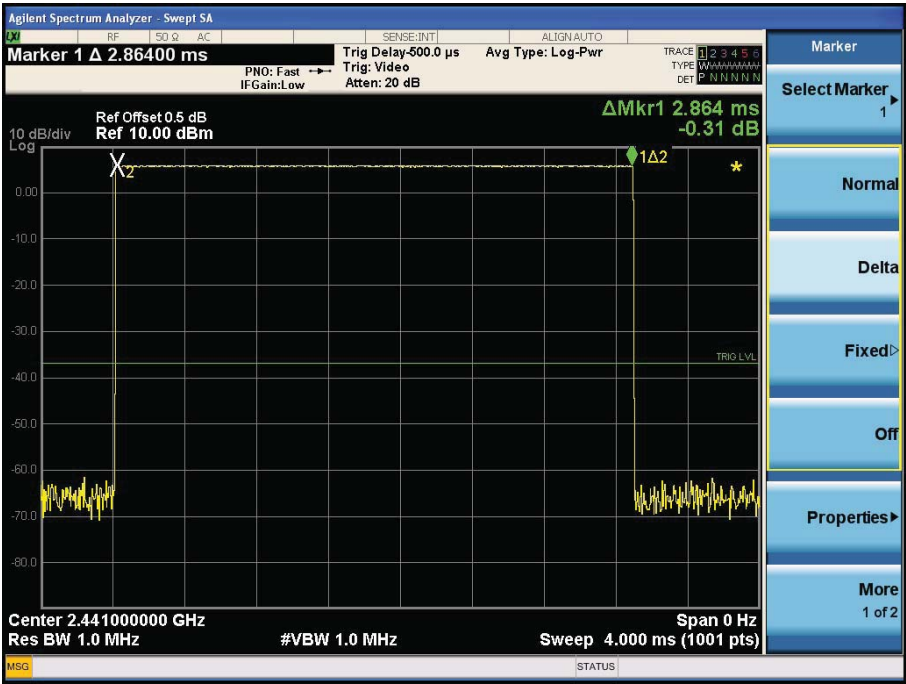 Agilent Spectrum Analyzer - Swept SA
LXI RF 50 Ω AC SENSE:INT ALIGN AUTO
Marker 1 Δ 2.86400 ms
PNO: Fast
IFGain:Low
Trig Delay-500.0 µs
Trig: Video
Atten: 20 dB
Avg Type: Log-Pwr
TRACE 1 2 3 4 5 6
TYPE WWWWWW
DET P N N N N N
Ref Offset 0.5 dB
10 dB/div Ref 10.00 dBm
Log
ΔMkr1 2.864 ms
-0.31 dB
X2
1Δ2
*
0.00
-10.0
-20.0
-30.0
TRIG LVL
-40.0
-50.0
-60.0
-70.0
-80.0
Center 2.441000000 GHz Span 0 Hz
Res BW 1.0 MHz #VBW 1.0 MHz Sweep 4.000 ms (1001 pts)
MSG STATUS
Marker
Select Marker
1
Normal
Delta
Fixed
Off
Properties
More
1 of 2